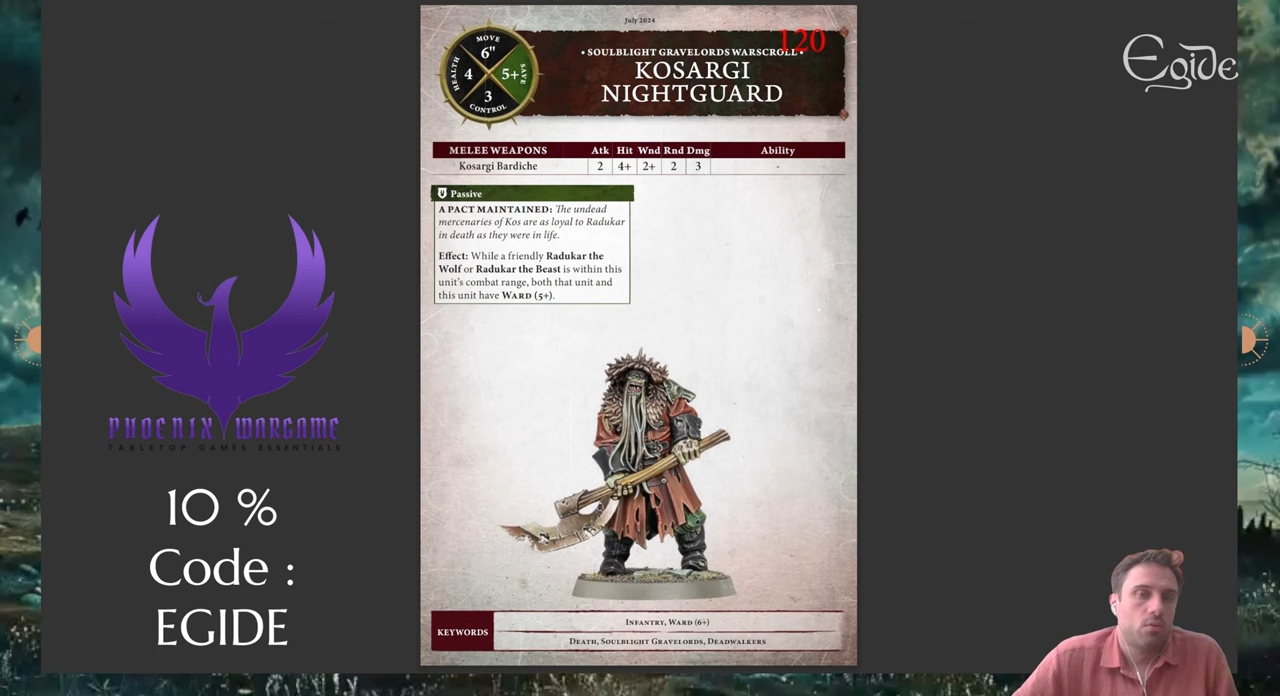 July 2024
120
MOVE
6"
HEALTH
4
5+
SAVE
3
CONTROL
• SOULBLIGHT GRAVELORDS WARSCROLL •
KOSARGI
NIGHTGUARD
MELEE WEAPONS Atk Hit Wnd Rnd Dmg Ability
Kosargi Bardiche 2 4+ 2+ 2 3 -
Passive
A PACT MAINTAINED: The undead
mercenaries of Kos are as loyal to Radukar
in death as they were in life.
Effect: While a friendly Radukar the
Wolf or Radukar the Beast is within this
unit's combat range, both that unit and
this unit have WARD (5+).
KEYWORDS
INFANTRY, WARD (6+)
DEATH, SOULBLIGHT GRAVELORDS, DEADWALKERS
PHOENIX WARGAME
TABLETOP GAMES ESSENTIALS
10 %
Code :
EGIDE
Egide